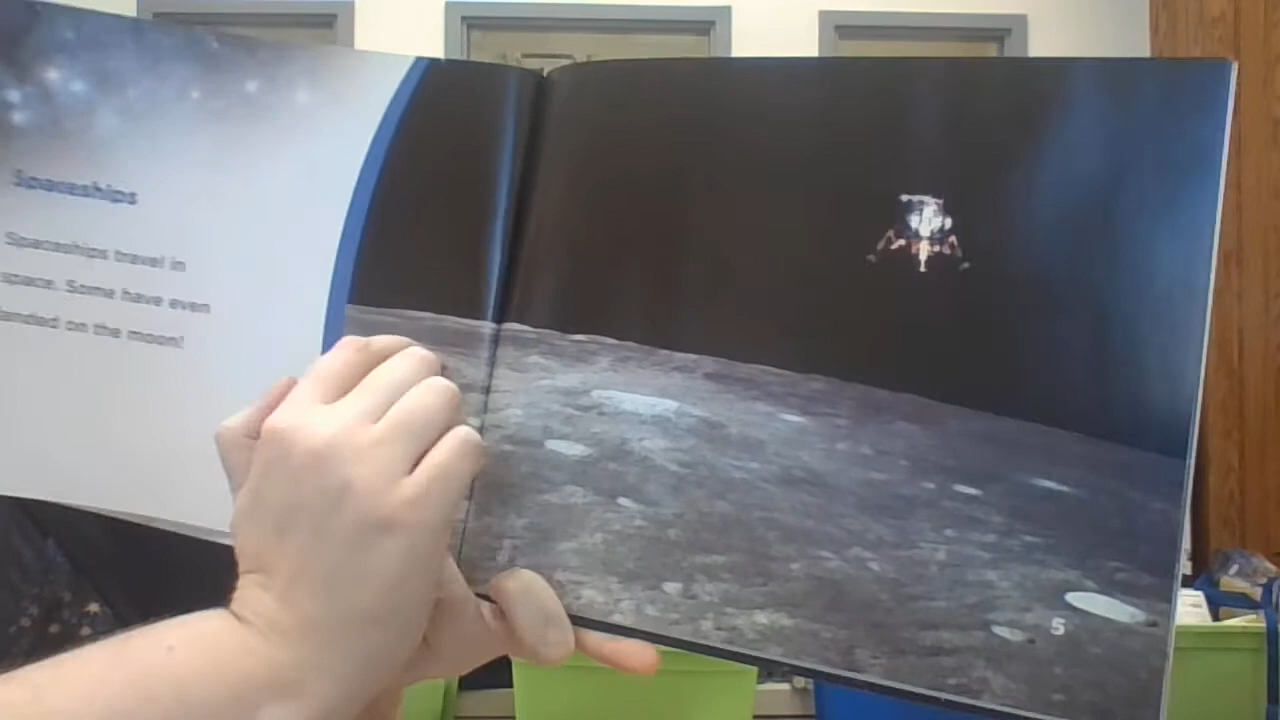 Spaceships
Spaceships travel in
space. Some have even
landed on the moon!
5